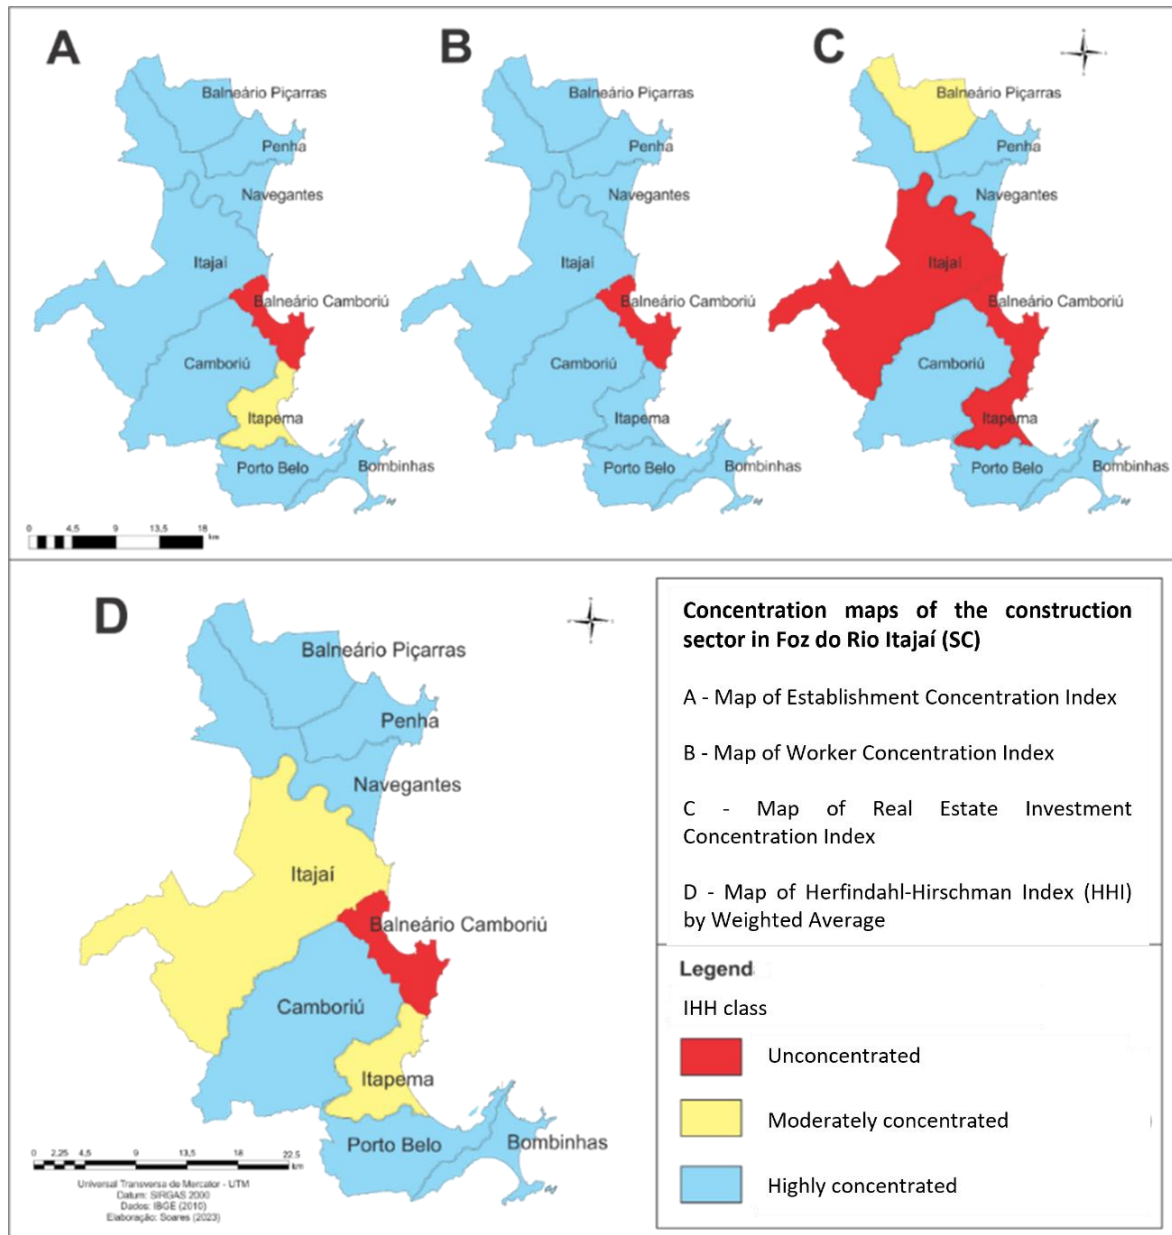 A
B
C
Balneário Piçarras
Penha
Navegantes
Itajaí
Balneário Camboriú
Camboriú
Itapema
Porto Belo
Bombinhas
0 4,5 9 13,5 18
km
Balneário Piçarras
Penha
Navegantes
Itajaí
Balneário Camboriú
Camboriú
Itapema
Porto Belo
Bombinhas
Balneário Piçarras
Penha
Navegantes
Itajaí
Balneário Camboriú
Camboriú
Itapema
Porto Belo
Bombinhas
D
Balneário Piçarras
Penha
Navegantes
Itajaí
Balneário Camboriú
Camboriú
Itapema
Porto Belo
Bombinhas
0 2,25 4,5 9 13,5 18 22,5
km
Universal Transversa de Mercator - UTM
Datum: SIRGAS 2000
Dados: IBGE (2010)
Elaboração: Soares (2023)
Concentration maps of the construction
sector in Foz do Rio Itajaí (SC)
A - Map of Establishment Concentration Index
B - Map of Worker Concentration Index
C - Map of Real Estate Investment
Concentration Index
D - Map of Herfindahl-Hirschman Index (HHI)
by Weighted Average
Legend
IHH class
Unconcentrated
Moderately concentrated
Highly concentrated